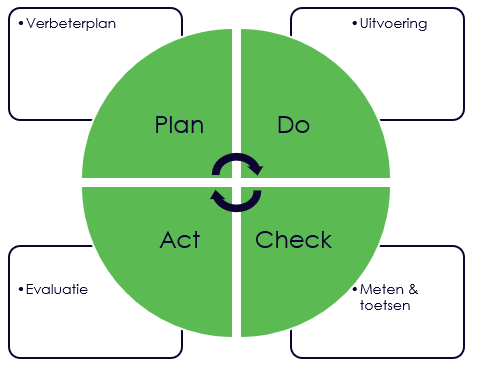 • Verbeterplan
• Uitvoering
Plan
Do
Act
Check
• Evaluatie
• Meten &
toetsen